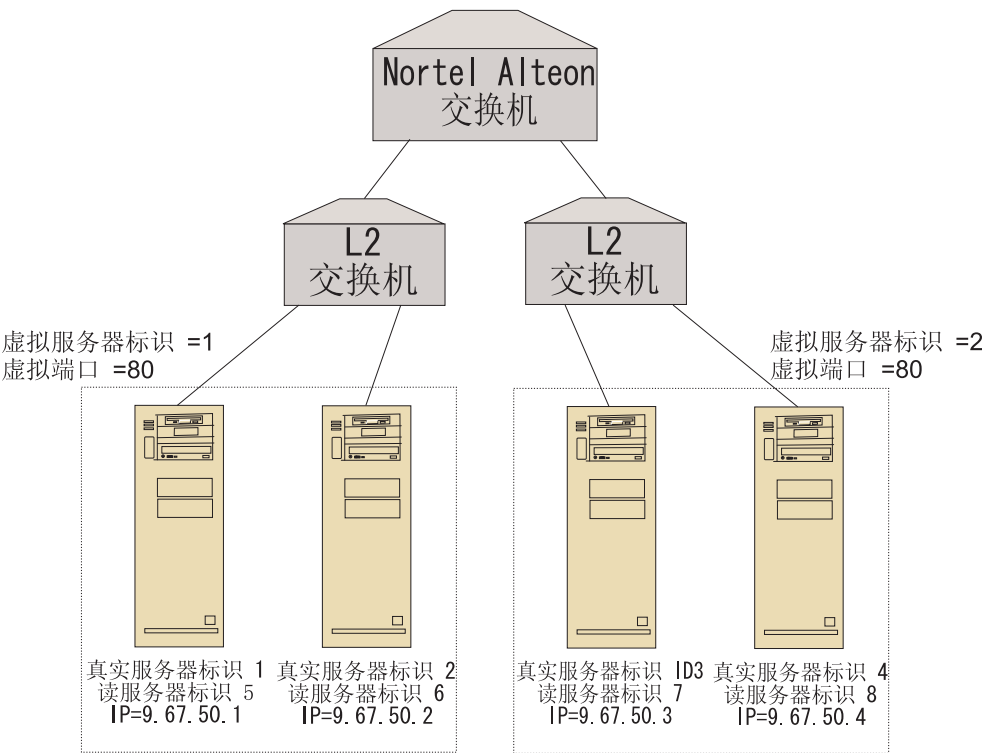 Nortel Alteon
交换机
L2
交换机
L2
交换机
虚拟服务器标识 =1
虚拟端口 =80
虚拟服务器标识 =2
虚拟端口 =80
真实服务器标识 1
读服务器标识 5
IP=9.67.50.1
真实服务器标识 2
读服务器标识 6
IP=9.67.50.2
真实服务器标识 ID3
读服务器标识 7
IP=9.67.50.3
真实服务器标识 4
读服务器标识 8
IP=9.67.50.4